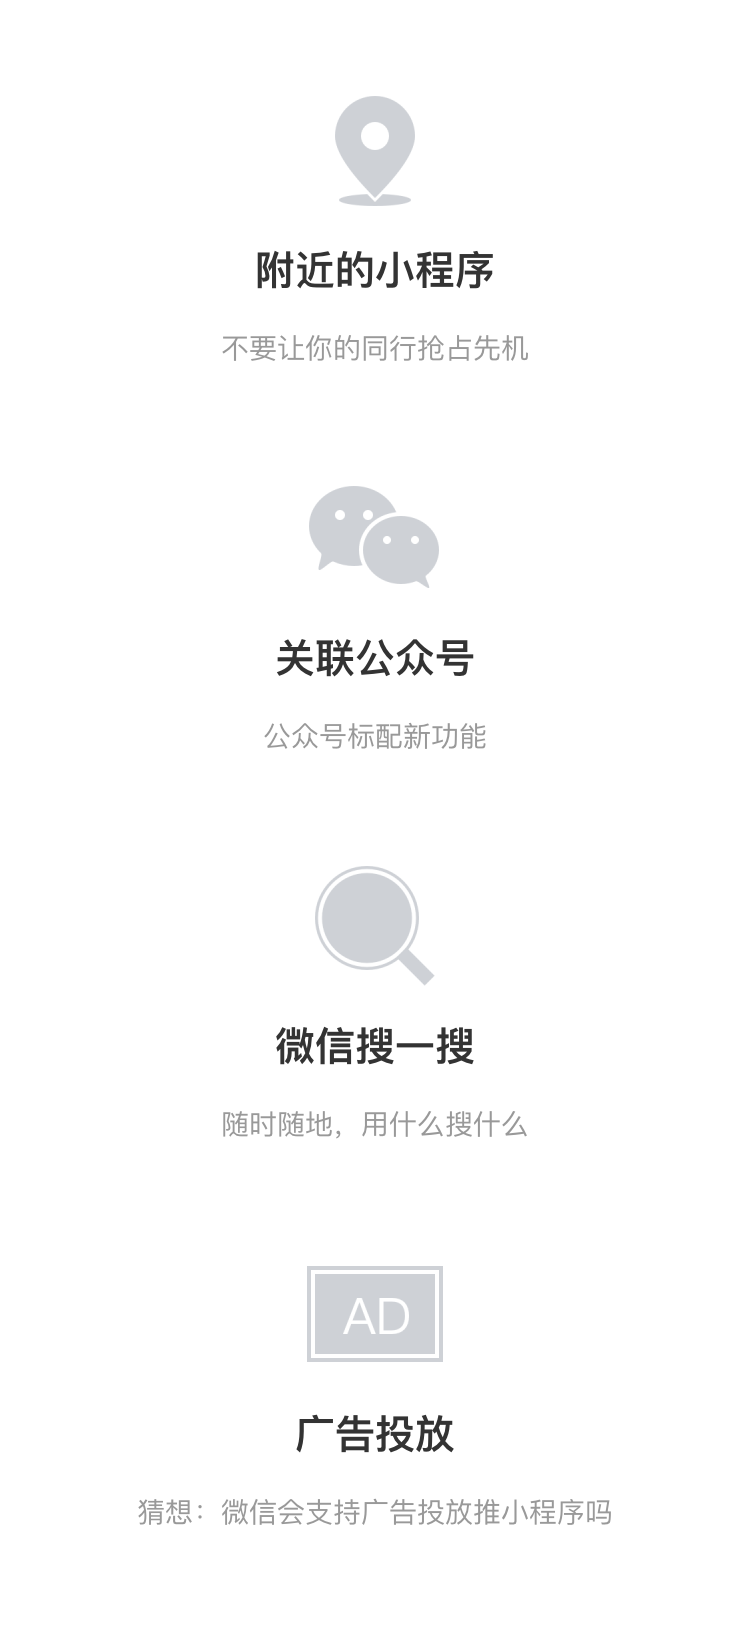 附近的小程序
不要让你的同行抢占先机
关联公众号
公众号标配新功能
微信搜一搜
随时随地，用什么搜什么
AD
广告投放
猜想：微信会支持广告投放推小程序吗